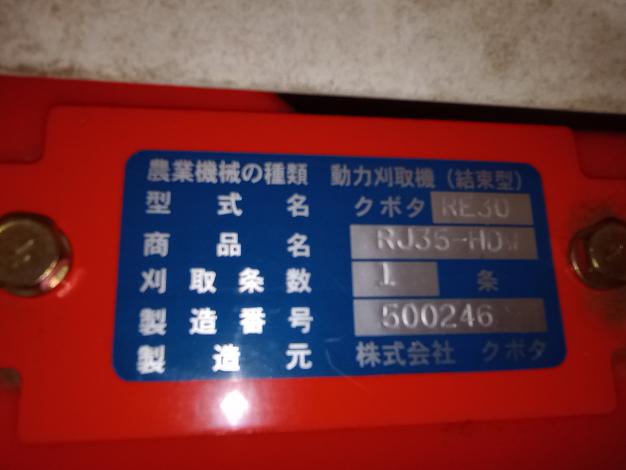 農業機械の種類 動力刈取機（結束型）
型式名 クボタ RE30
商品名 RJ35-HDW
刈取条数 1 条
製造番号 500246
製造元 株式会社 クボタ